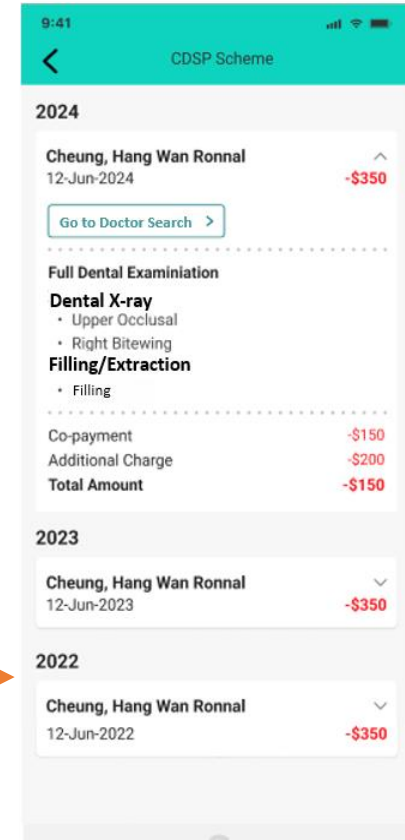 9:41
CDSP Scheme
2024
Cheung, Hang Wan Ronnal
12-Jun-2024 -$350
Go to Doctor Search >
Full Dental Examiniation
Dental X-ray
• Upper Occlusal
• Right Bitewing
Filling/Extraction
• Filling
Co-payment -$150
Additional Charge -$200
Total Amount -$150
2023
Cheung, Hang Wan Ronnal
12-Jun-2023 -$350
2022
Cheung, Hang Wan Ronnal
12-Jun-2022 -$350